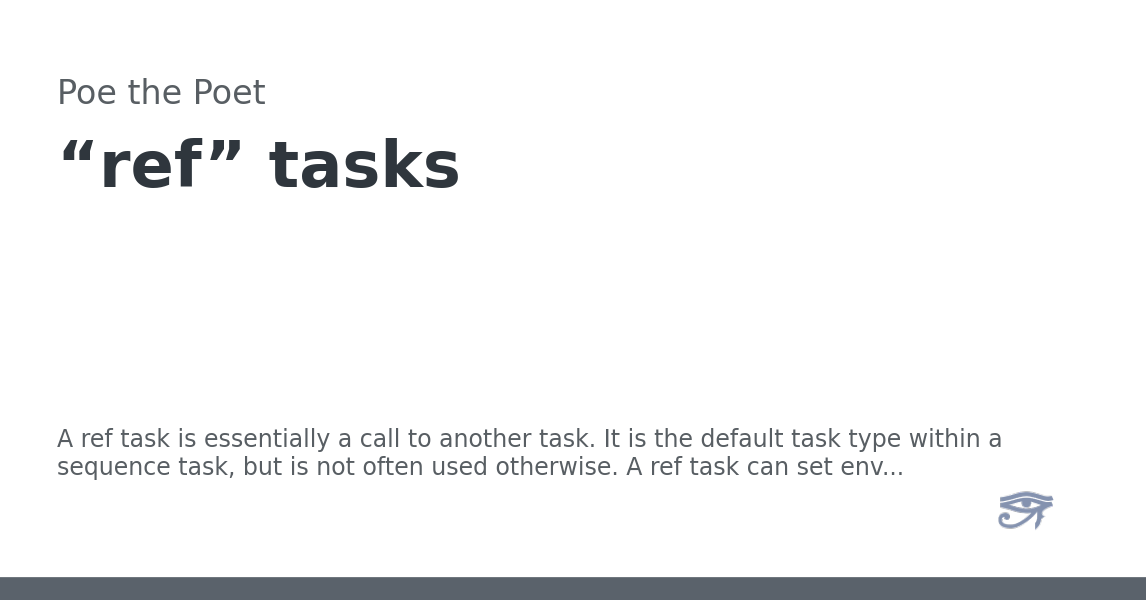 Poe the Poet
“ref” tasks
A ref task is essentially a call to another task. It is the default task type within a
sequence task, but is not often used otherwise. A ref task can set env...